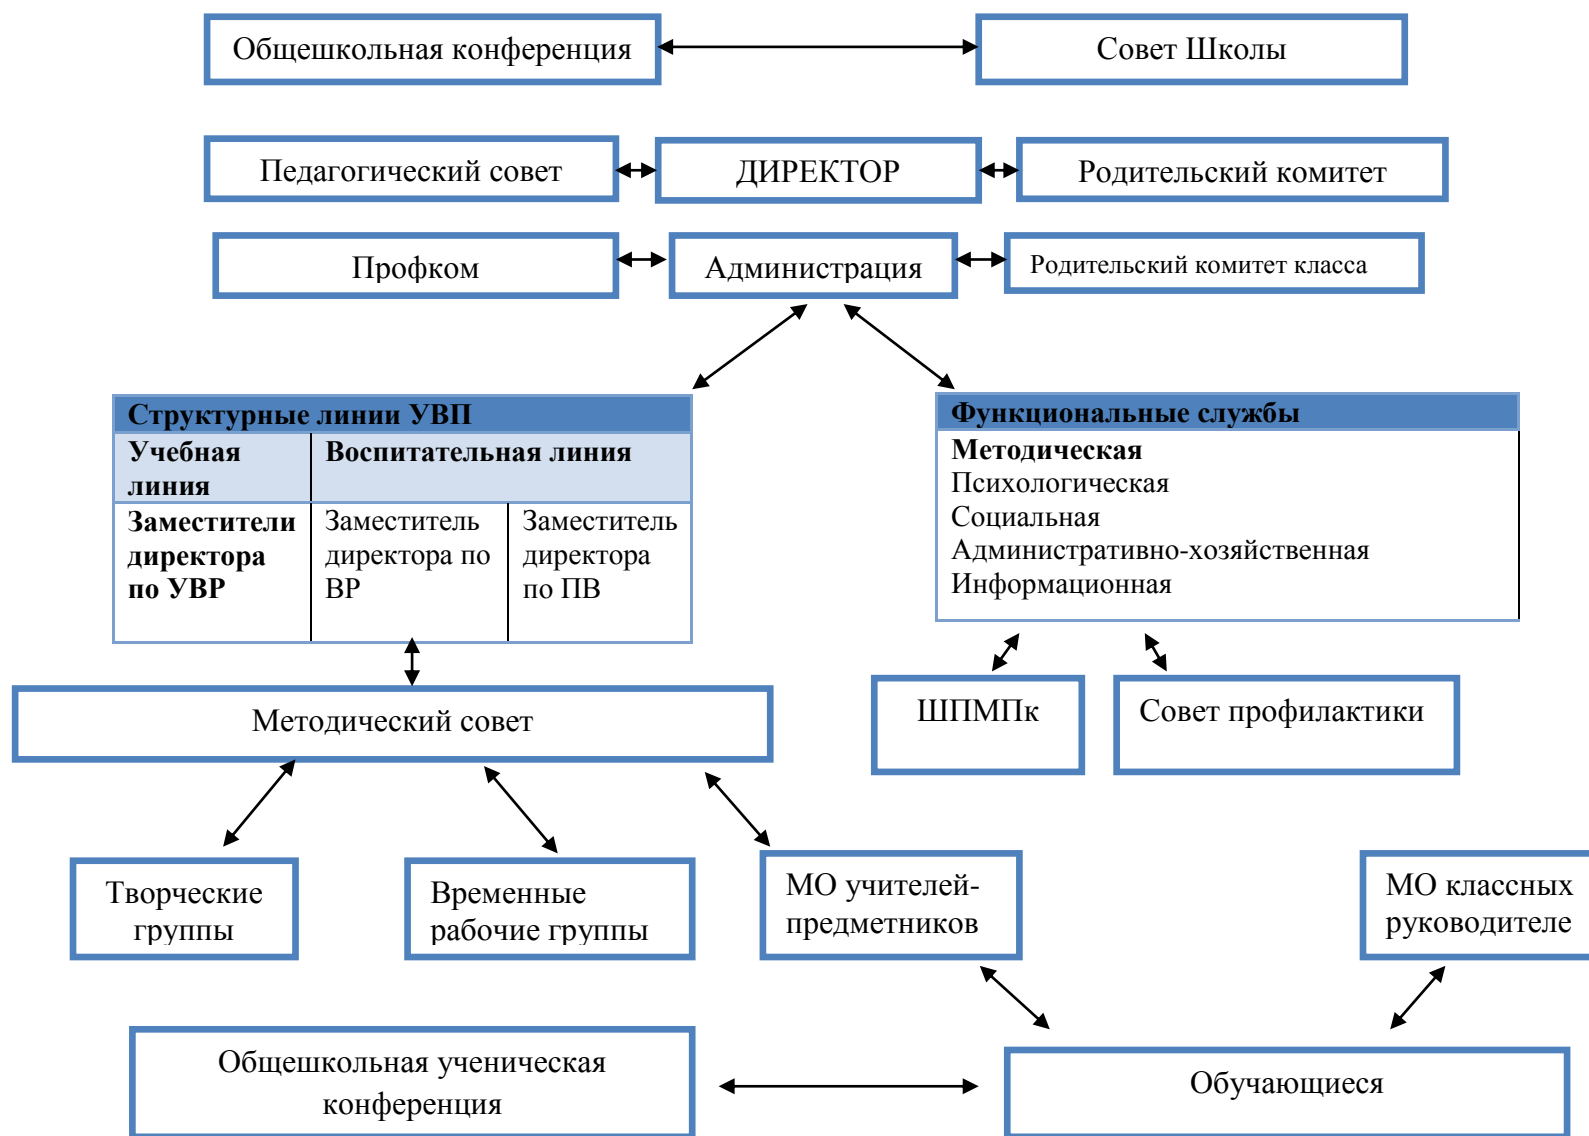 Общешкольная конференция
Совет Школы
Педагогический совет
ДИРЕКТОР
Родительский комитет
Профком
Администрация
Родительский комитет класса
Структурные линии УВП
Учебная
линия
Воспитательная линия
Заместители
директора
по УВР
Заместитель
директора по
ВР
Заместитель
директора
по ПВ
Функциональные службы
Методическая
Психологическая
Социальная
Административно-хозяйственная
Информационная
Методический совет
ШПМПк
Совет профилактики
Творческие
группы
Временные
рабочие группы
МО учителей-
предметников
МО классных
руководителе
Общешкольная ученическая
конференция
Обучающиеся